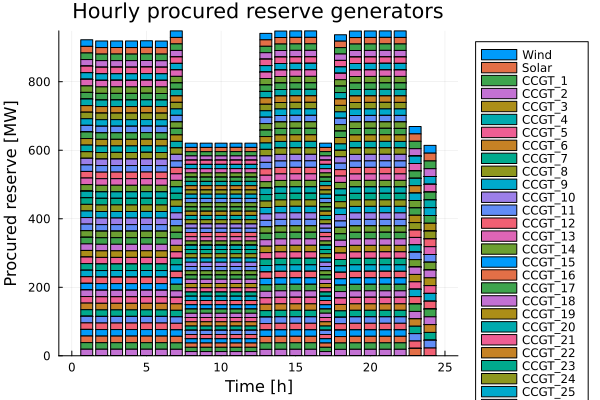 Hourly procured reserve generators
Procured reserve [MW]
800
600
400
200
0
0 5 10 15 20 25
Time [h]
Wind
Solar
CCGT_1
CCGT_2
CCGT_3
CCGT_4
CCGT_5
CCGT_6
CCGT_7
CCGT_8
CCGT_9
CCGT_10
CCGT_11
CCGT_12
CCGT_13
CCGT_14
CCGT_15
CCGT_16
CCGT_17
CCGT_18
CCGT_19
CCGT_20
CCGT_21
CCGT_22
CCGT_23
CCGT_24
CCGT_25